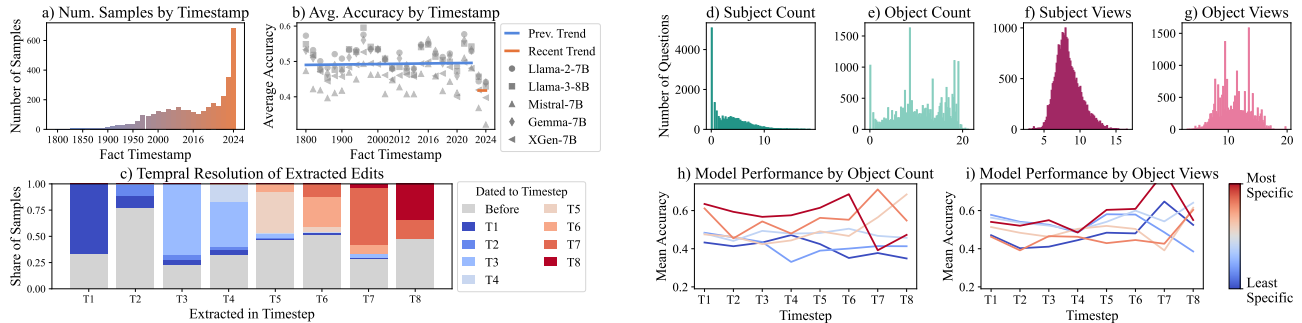 a) Num. Samples by Timestamp
Number of Samples
600
400
200
0
1800
1850
1900
1950
2000
2024
Fact Timestamp
b) Avg. Accuracy by Timestamp
Average Accuracy
0.6
0.5
0.4
1800
1900
2000
2012
2016
2020
2022
2024
Fact Timestamp
Prev. Trend
Recent Trend
Llama-2-7B
Llama-3-8B
Mistral-7B
Gemma-7B
XGen-7B
c) Tempral Resolution of Extracted Edits
Share of Samples
1.00
0.75
0.50
0.25
0.00
T1 T2 T3 T4 T5 T6 T7 T8
Extracted in Timestep
Dated to Timestep
Before
T1
T2
T3
T4
T5
T6
T7
T8
d) Subject Count
Number of Questions
4000
2000
0
0 10
e) Object Count
1500
1000
500
0
0 10 20
f) Subject Views
1000
500
0
5 10 15
g) Object Views
1500
1000
500
0
10 20
h) Model Performance by Object Count
Mean Accuracy
0.6
0.4
0.2
T1 T2 T3 T4 T5 T6 T7 T8
Timestep
i) Model Performance by Object Views
Mean Accuracy
0.6
0.4
0.2
T1 T2 T3 T4 T5 T6 T7 T8
Timestep
Most
Specific
Least
Specific